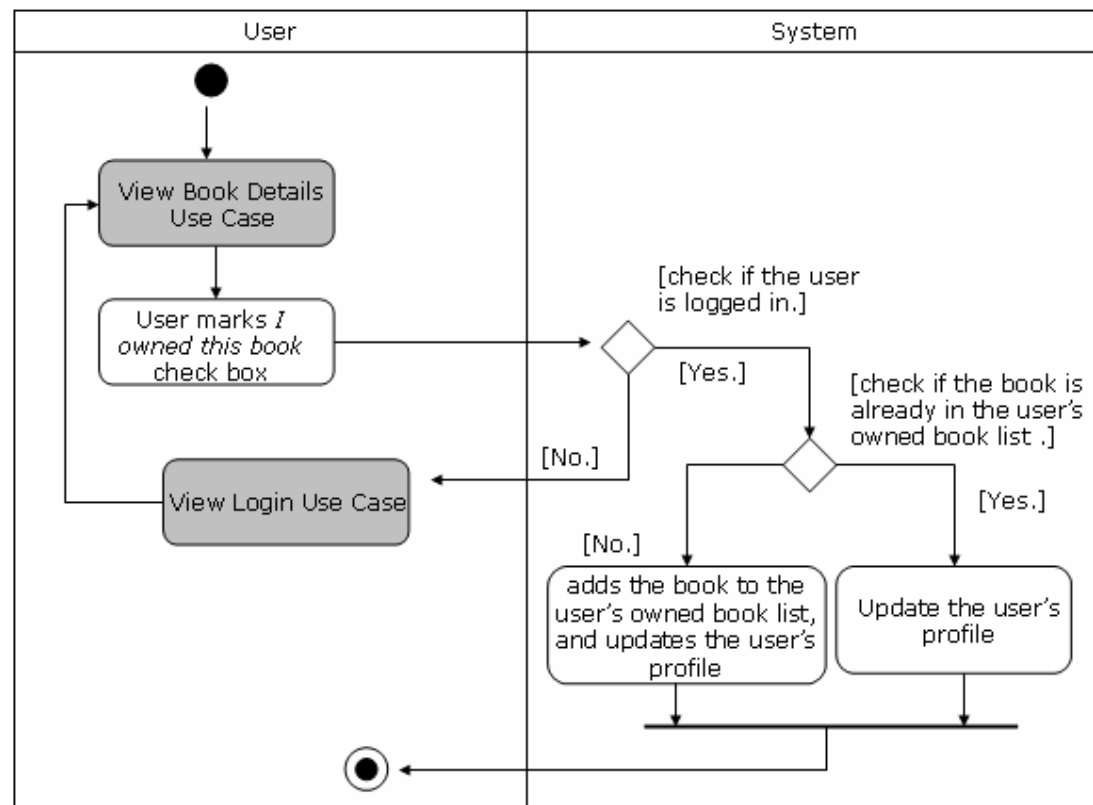 User
System
View Book Details
Use Case
[check if the user
is logged in.]
User marks I
owned this book
check box
[Yes.]
[check if the book is
already in the user’s
owned book list .]
[No.]
View Login Use Case
[Yes.]
[No.]
adds the book to the
user’s owned book list,
and updates the user’s
profile
Update the user’s
profile